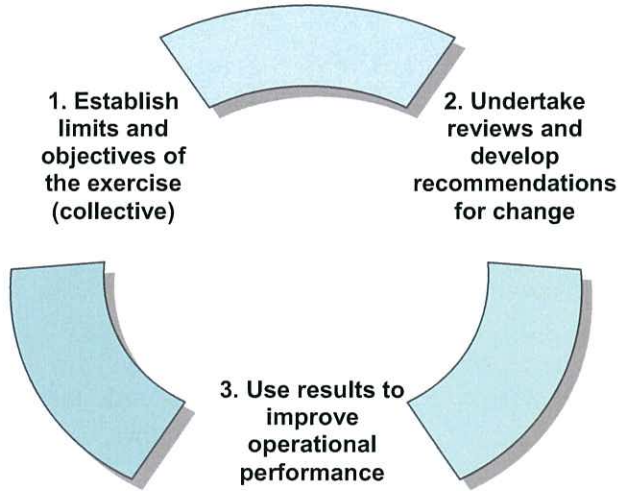 1. Establish
limits and
objectives of
the exercise
(collective)
2. Undertake
reviews and
develop
recommendations
for change
3. Use results to
improve
operational
performance